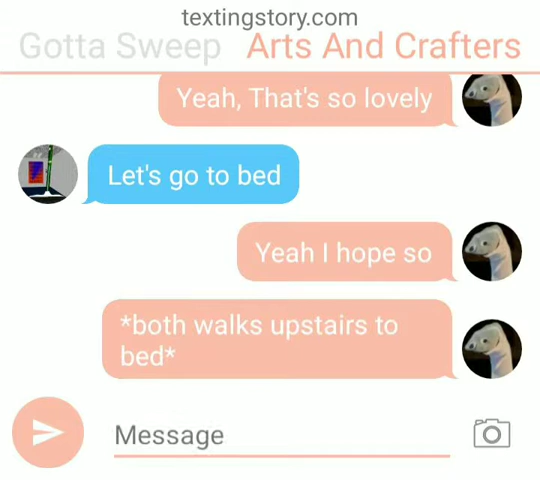 textingstory.com
Gotta Sweep Arts And Crafters
Yeah, That's so lovely
Let's go to bed
Yeah I hope so
*both walks upstairs to
bed*
Message